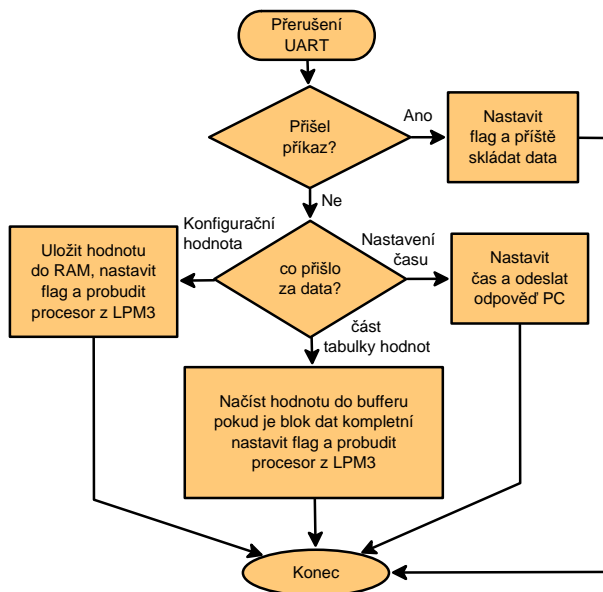 Přerušení
UART
Přišel
příkaz?
Ano
Nastavit
flag a příště
skládat data
Ne
Konfigurační
hodnota
Uložit hodnotu
do RAM, nastavit
flag a probudit
procesor z LPM3
co přišlo
za data?
Nastavení
času
Nastavit
čas a odeslat
odpověď PC
část
tabulky hodnot
Načíst hodnotu do bufferu
pokud je blok dat kompletní
nastavit flag a probudit
procesor z LPM3
Konec